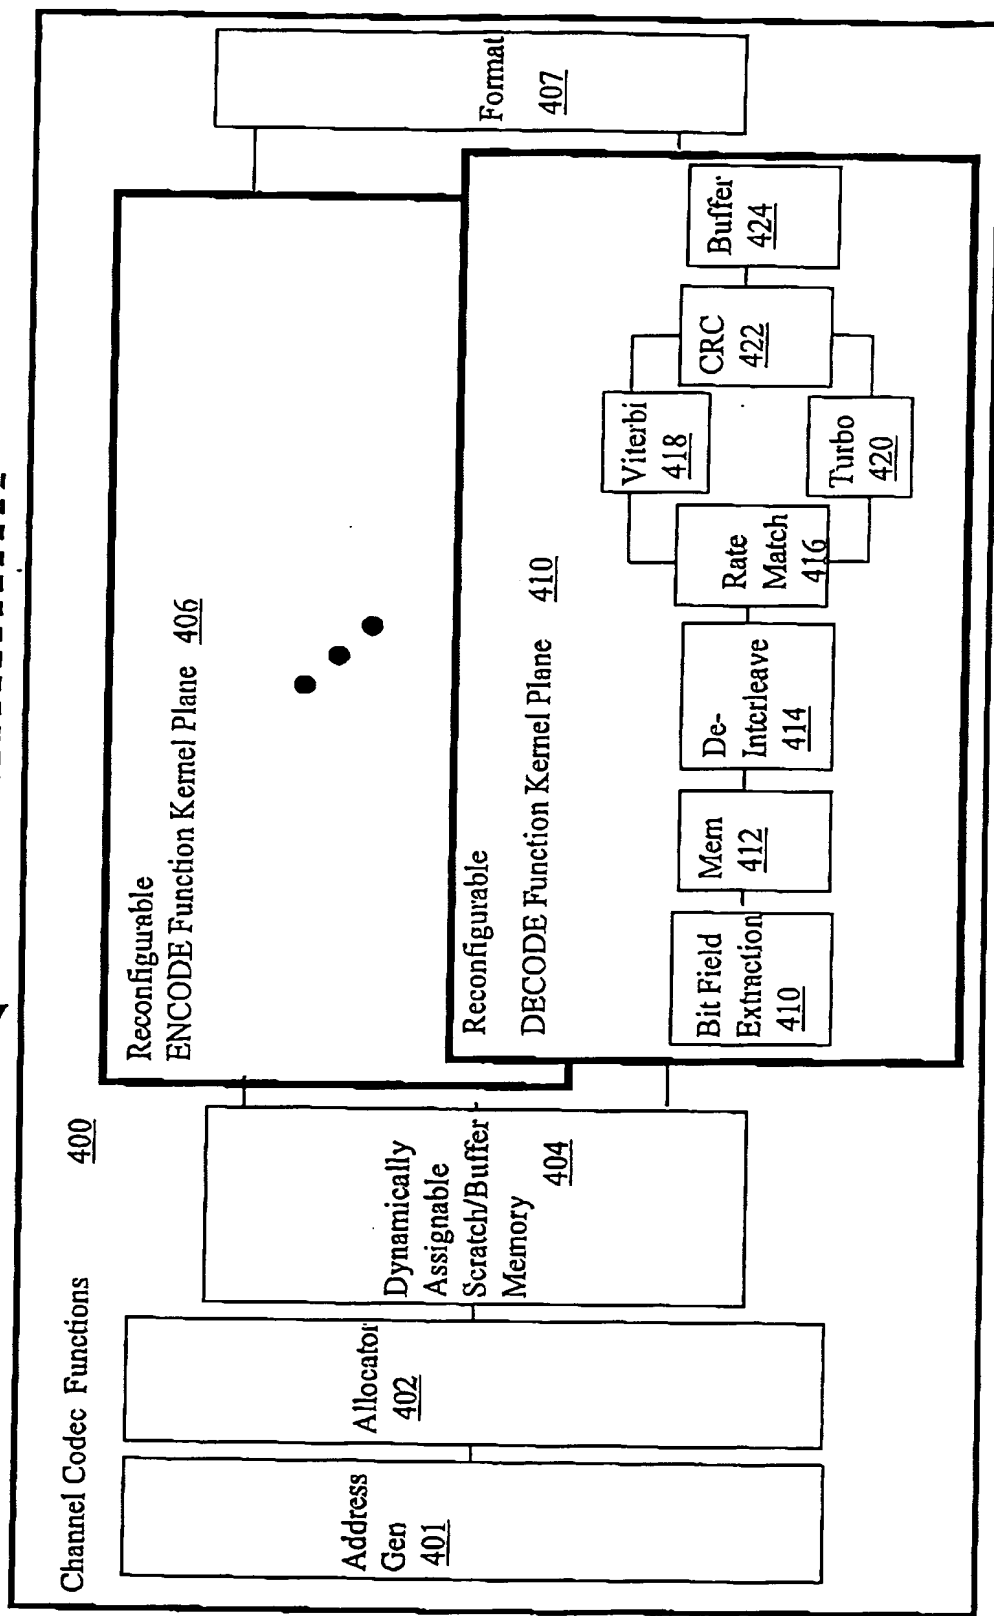 Channel Codec Functions
400
Address
Gen
401
Allocator
402
Dynamically
Assignable
Scratch/Buffer
Memory
404
Reconfigurable
ENCODE Function Kernel Plane 406
Reconfigurable
DECODE Function Kernel Plane 410
Bit Field
Extraction
410
Mem
412
De-
Interleave
414
Rate
Match
416
Viterbi
418
Turbo
420
CRC
422
Buffer
424
Format
407